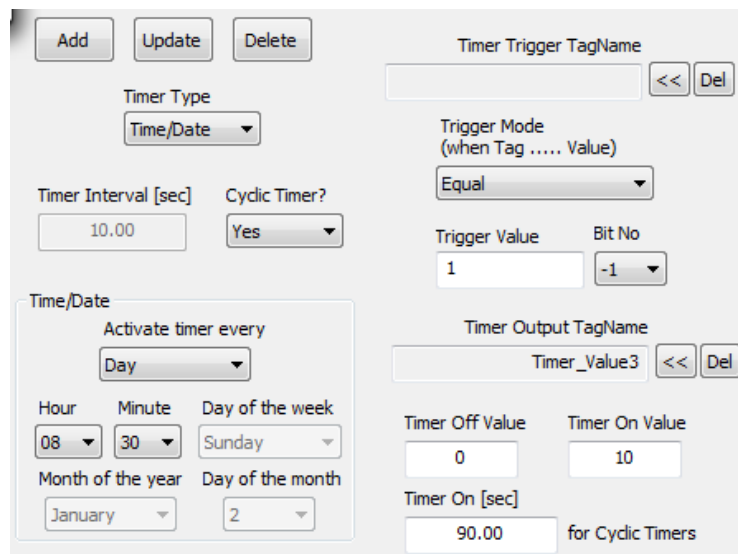 Add Update Delete
Timer Trigger TagName
<< Del
Timer Type
Time/Date
Trigger Mode
(when Tag ..... Value)
Equal
Timer Interval [sec] Cyclic Timer?
10.00 Yes
Trigger Value Bit No
1 -1
Time/Date
Activate timer every
Day
Timer Output TagName
Timer_Value3 << Del
Hour Minute Day of the week
08 30 Sunday
Month of the year Day of the month
January 2
Timer Off Value Timer On Value
0 10
Timer On [sec]
90.00 for Cyclic Timers